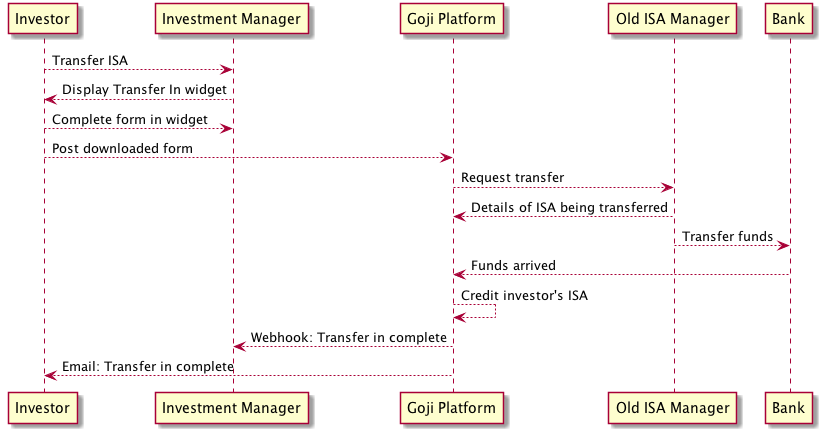 Investor
Investment Manager
Goji Platform
Old ISA Manager
Bank
Transfer ISA
Display Transfer In widget
Complete form in widget
Post downloaded form
Request transfer
Details of ISA being transferred
Transfer funds
Funds arrived
Credit investor's ISA
Webhook: Transfer in complete
Email: Transfer in complete
Investor
Investment Manager
Goji Platform
Old ISA Manager
Bank